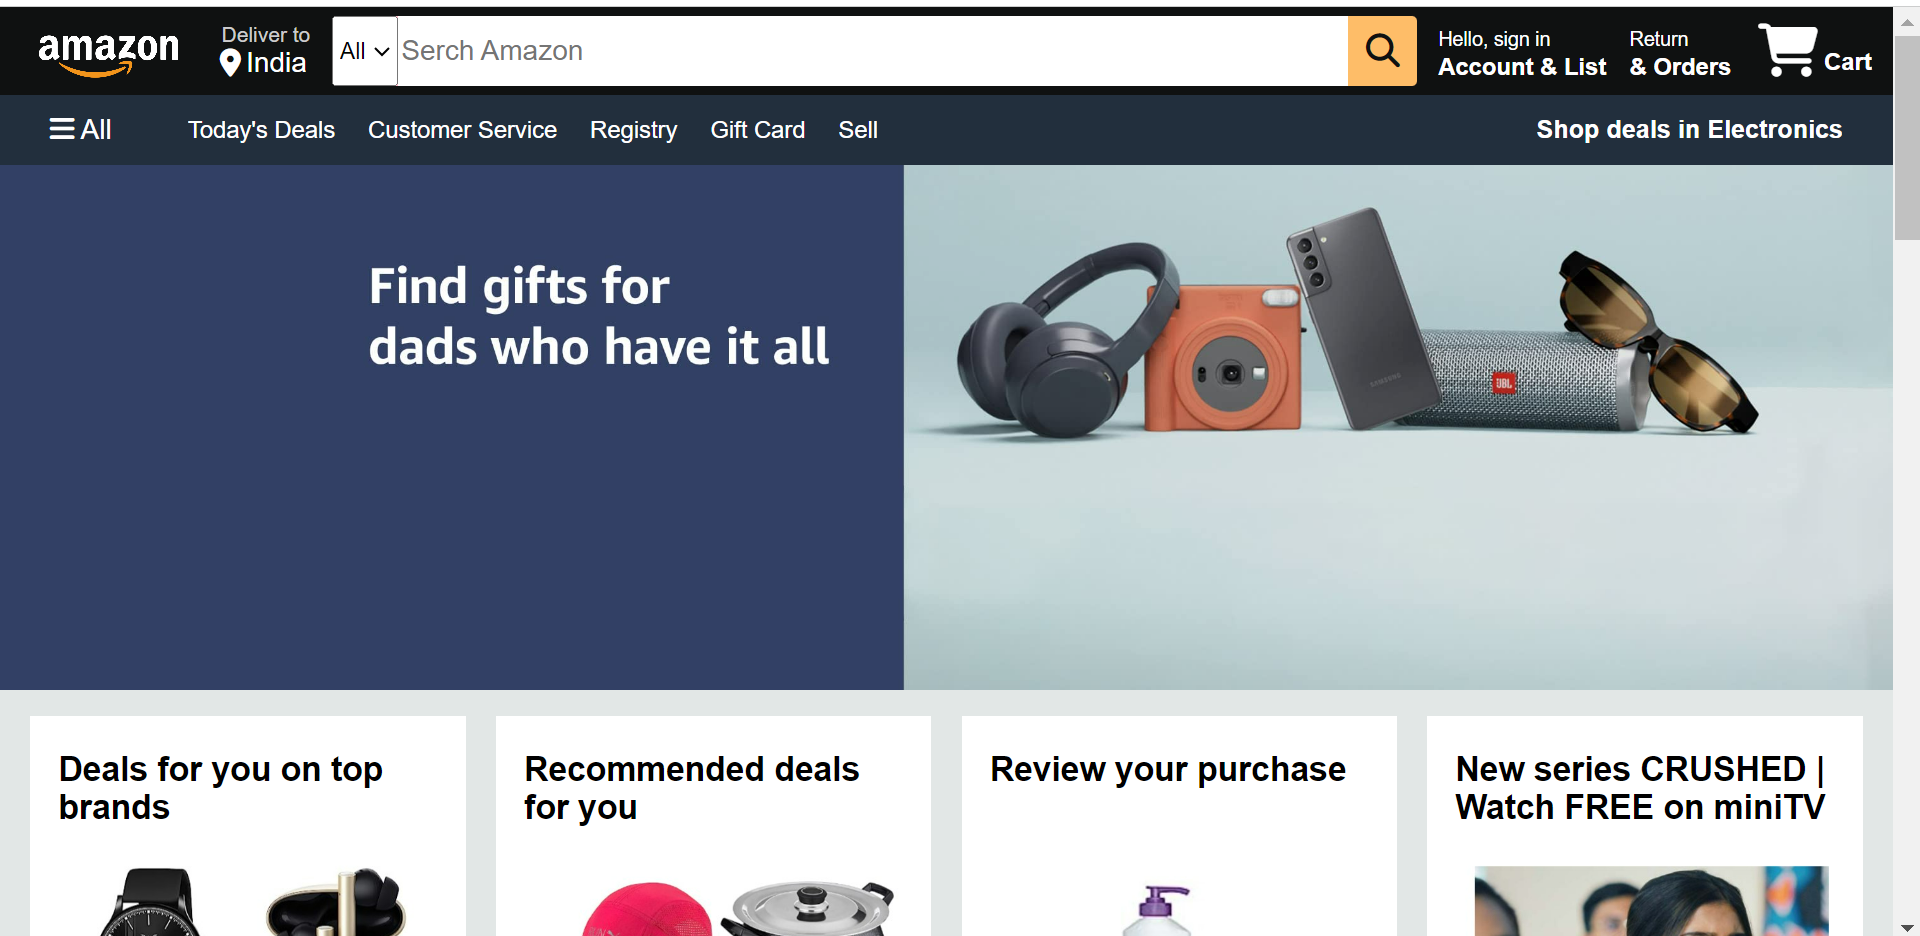 amazon
Deliver to
India
All
Serch Amazon
Hello, sign in
Account & List
Return
& Orders
Cart
All
Today's Deals
Customer Service
Registry
Gift Card
Sell
Shop deals in Electronics
Find gifts for
dads who have it all
SAMSUNG
JBL
Deals for you on top
brands
Recommended deals
for you
Review your purchase
New series CRUSHED |
Watch FREE on miniTV